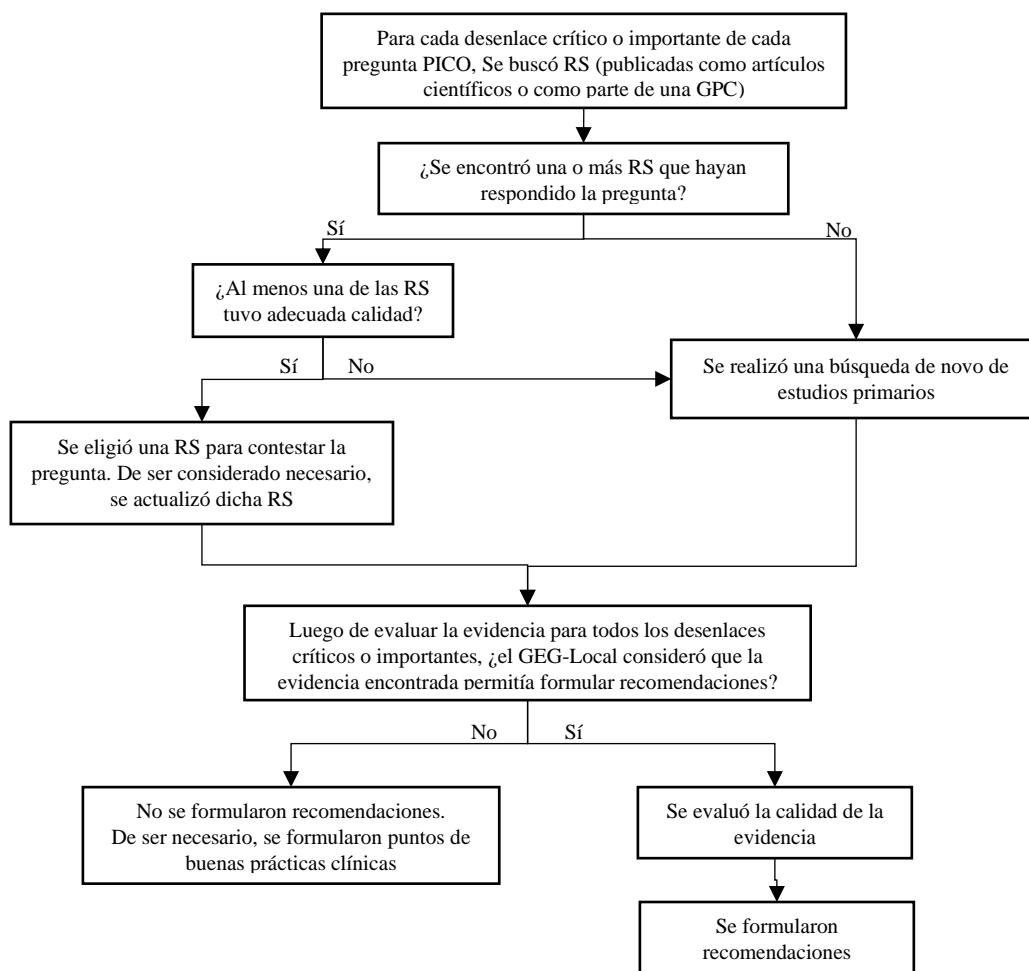 Para cada desenlace crítico o importante de cada
pregunta PICO, Se buscó RS (publicadas como artículos
científicos o como parte de una GPC)
¿Se encontró una o más RS que hayan
respondido la pregunta?
Sí
No
¿Al menos una de las RS
tuvo adecuada calidad?
Sí
No
Se realizó una búsqueda de novo de
estudios primarios
Se eligió una RS para contestar la
pregunta. De ser considerado necesario,
se actualizó dicha RS
Luego de evaluar la evidencia para todos los desenlaces
críticos o importantes, ¿el GEG-Local consideró que la
evidencia encontrada permitía formular recomendaciones?
No
Sí
No se formularon recomendaciones.
De ser necesario, se formularon puntos de
buenas prácticas clínicas
Se evaluó la calidad de la
evidencia
Se formularon
recomendaciones